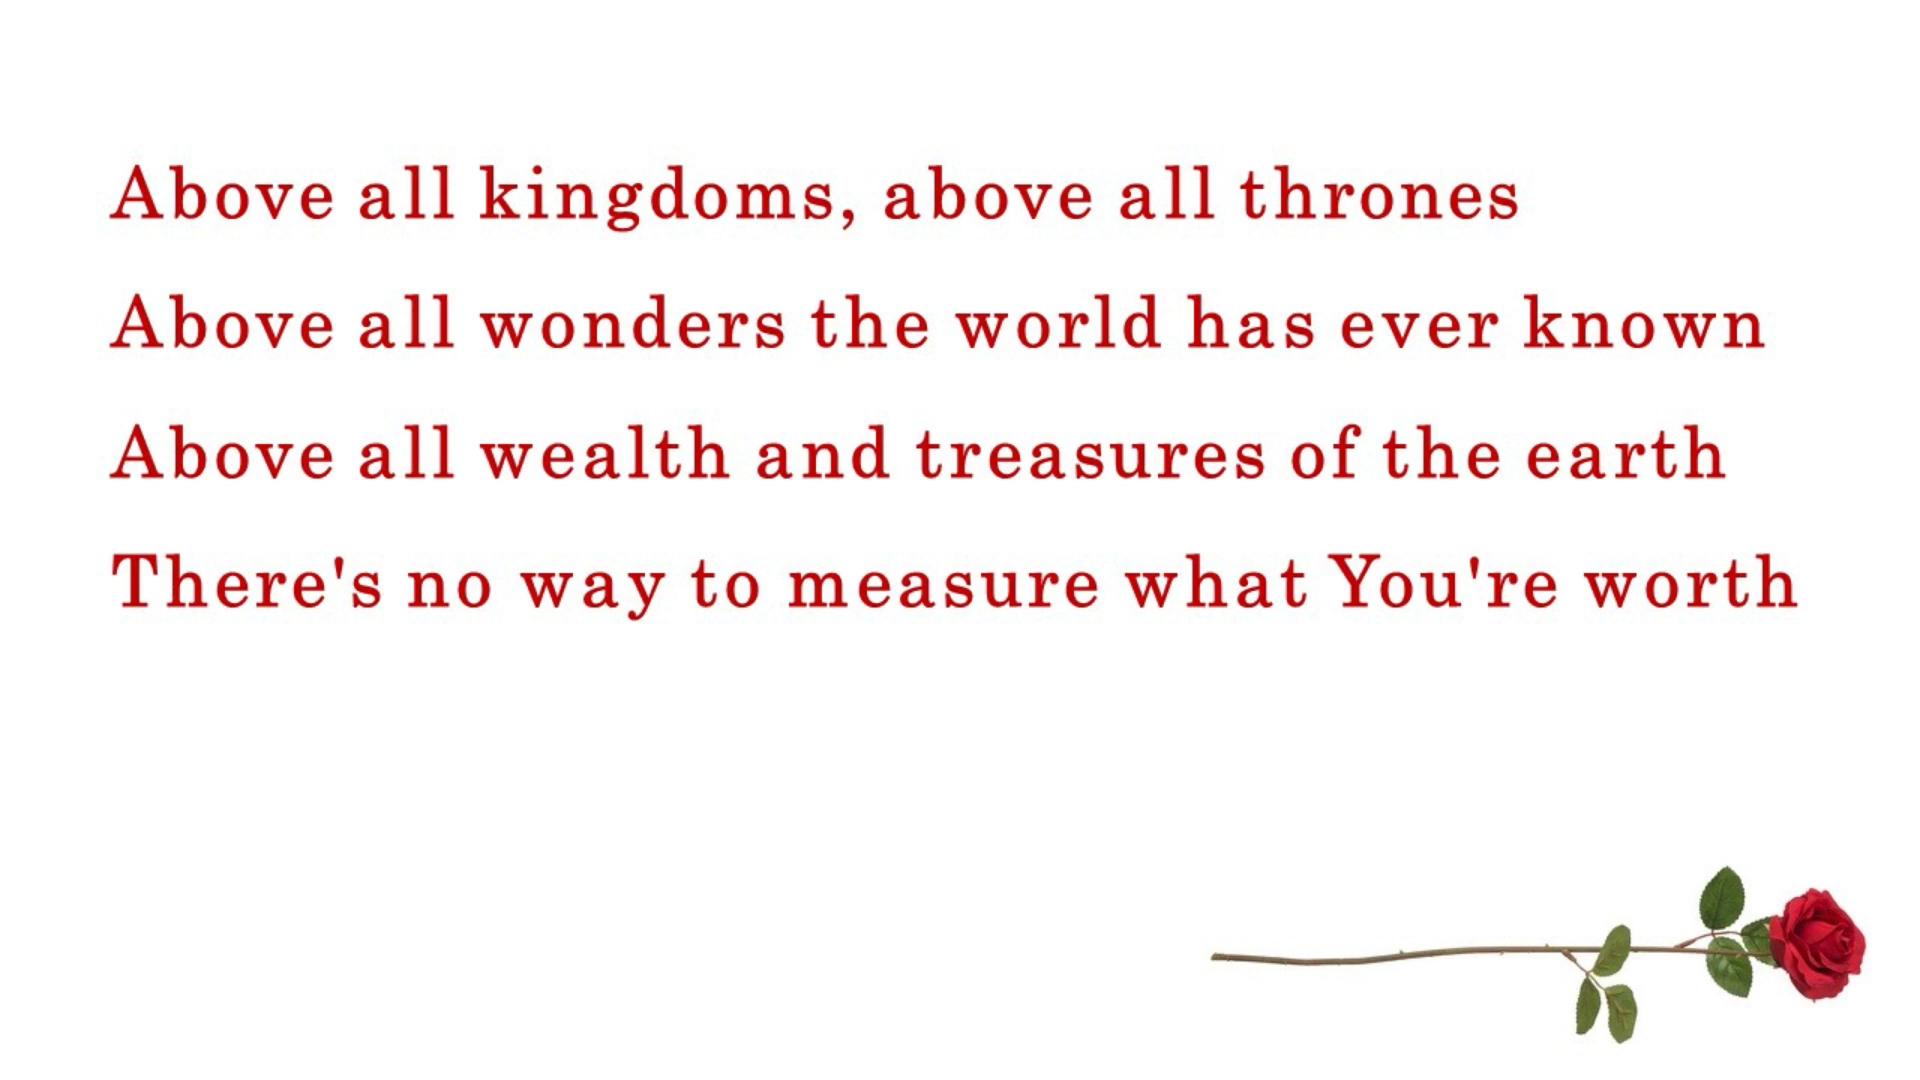 Above all kingdoms, above all thrones
Above all wonders the world has ever known
Above all wealth and treasures of the earth
There's no way to measure what You're worth